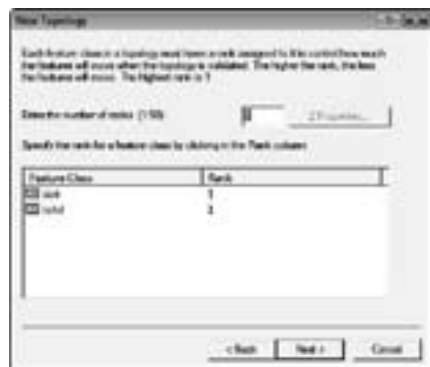 New Topology
Each feature class in a topology must have a rank assigned to it to control how much
the features will move when the topology is validated. The higher the rank, the less
the features will move. The highest rank is 1
Enter the number of ranks (1-50):
Z Properties...
Specify the rank for a feature class by clicking in the Rank column
Feature Class Rank
1
< Back Next > Cancel